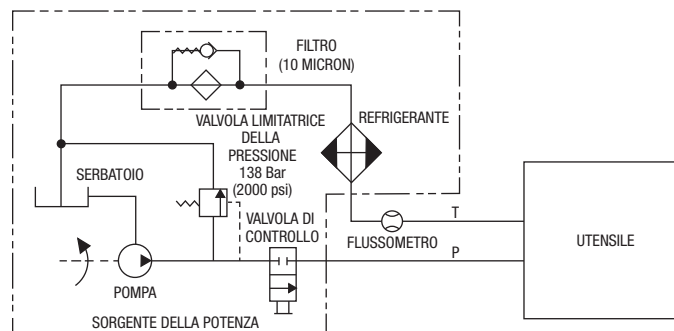 FILTRO
(10 MICRON)
VALVOLA LIMITATRICE
DELLA
PRESSIONE
138 Bar
(2000 psi)
REFRIGERANTE
SERBATOIO
VALVOLA DI
CONTROLLO
T
FLUSSOMETRO
UTENSILE
P
POMPA
SORGENTE DELLA POTENZA